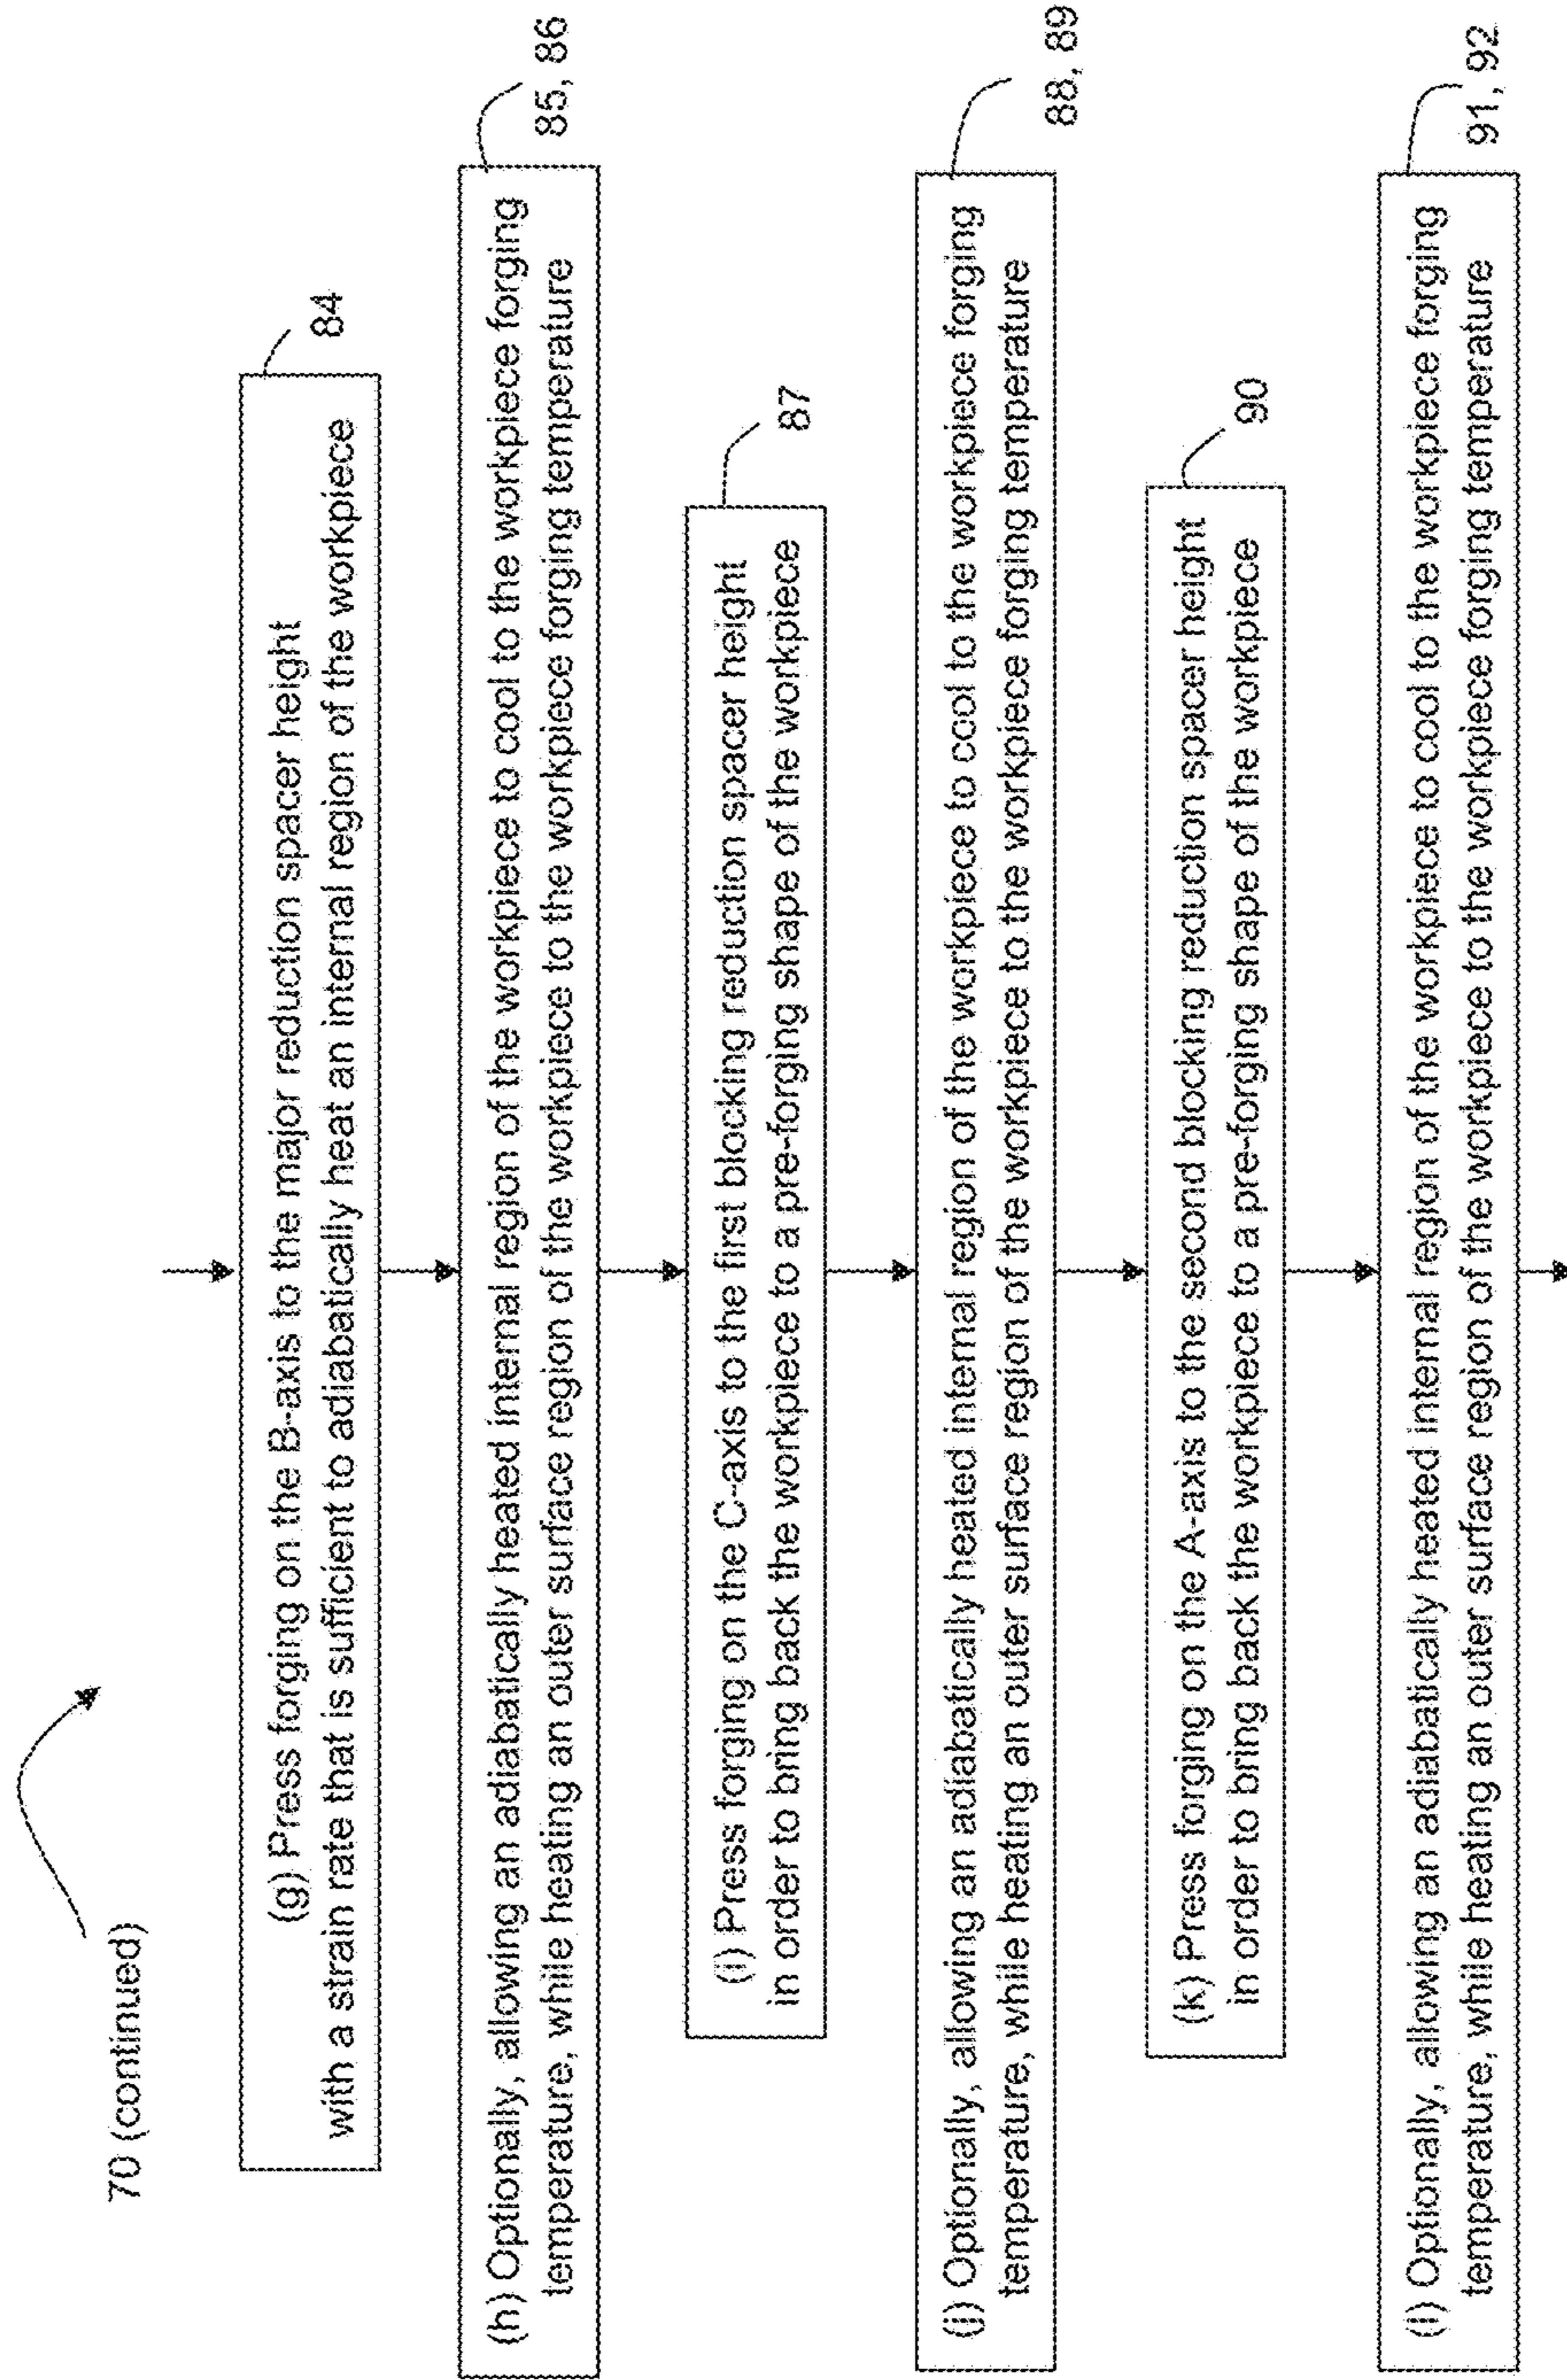 70 (continued)
(g) Press forging on the B-axis to the major reduction spacer height
with a strain rate that is sufficient to adiabatically heat an internal region of the workpiece
84
(h) Optionally, allowing an adiabatically heated internal region of the workpiece to cool to the workpiece forging
temperature, while heating an outer surface region of the workpiece to the workpiece forging temperature
85, 86
(i) Press forging on the C-axis to the first blocking reduction spacer height
in order to bring back the workpiece to a pre-forging shape of the workpiece
87
(j) Optionally, allowing an adiabatically heated internal region of the workpiece to cool to the workpiece forging
temperature, while heating an outer surface region of the workpiece to the workpiece forging temperature
88, 89
(k) Press forging on the A-axis to the second blocking reduction spacer height
in order to bring back the workpiece to a pre-forging shape of the workpiece
90
(l) Optionally, allowing an adiabatically heated internal region of the workpiece to cool to the workpiece forging
temperature, while heating an outer surface region of the workpiece to the workpiece forging temperature
91, 92